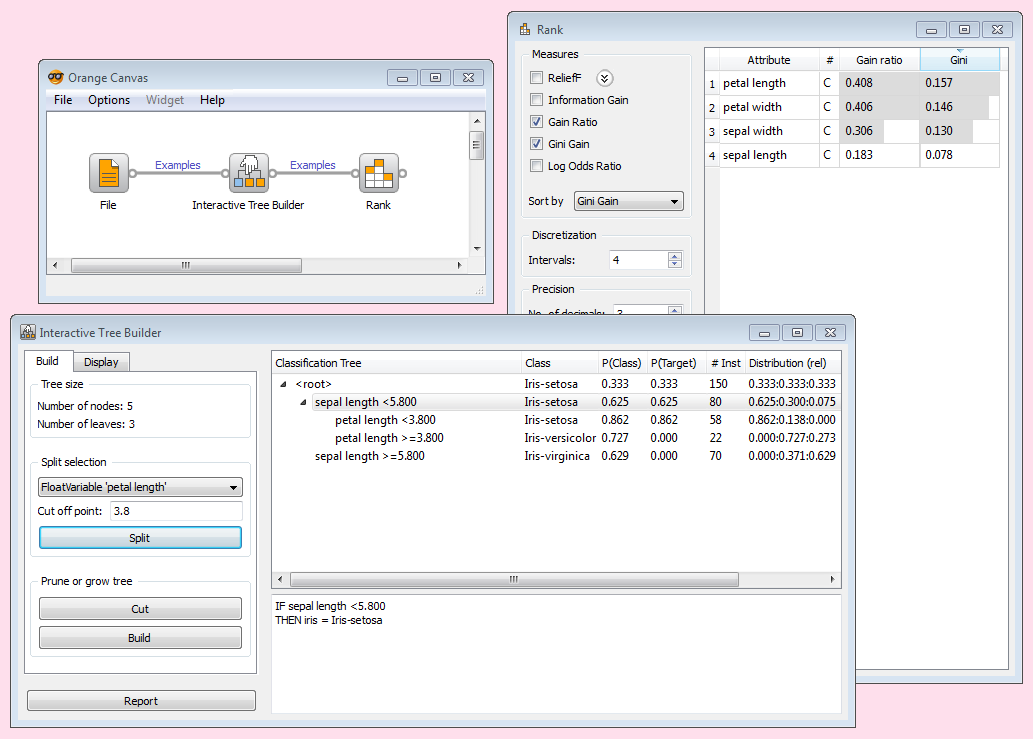 Orange Canvas
File Options Widget Help
Examples Examples
File Interactive Tree Builder Rank
Rank
Measures
ReliefF
Information Gain
Gain Ratio
Gini Gain
Log Odds Ratio
Sort by Gini Gain
Discretization
Intervals: 4
Precision
No. of decimals: 3
Attribute # Gain ratio Gini
1 petal length C 0.408 0.157
2 petal width C 0.406 0.146
3 sepal width C 0.306 0.130
4 sepal length C 0.183 0.078
Interactive Tree Builder
Build Display
Tree size
Number of nodes: 5
Number of leaves: 3
Split selection
FloatVariable 'petal length'
Cut off point: 3.8
Split
Prune or grow tree
Cut
Build
Report
Classification Tree Class P(Class) P(Target) # Inst Distribution (rel)
<root> Iris-setosa 0.333 0.333 150 0.333:0.333:0.333
sepal length <5.800 Iris-setosa 0.625 0.625 80 0.625:0.300:0.075
petal length <3.800 Iris-setosa 0.862 0.862 58 0.862:0.138:0.000
petal length >=3.800 Iris-versicolor 0.727 0.000 22 0.000:0.727:0.273
sepal length >=5.800 Iris-virginica 0.629 0.000 70 0.000:0.371:0.629
IF sepal length <5.800
THEN iris = Iris-setosa